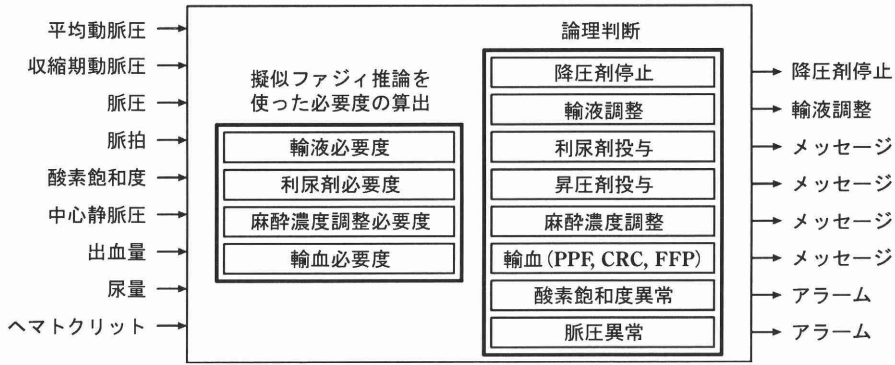 平均動脈圧
収縮期動脈圧
脈圧
脈拍
酸素飽和度
中心静脈圧
出血量
尿量
ヘマトクリット
擬似ファジィ推論を
使った必要度の算出
輸液必要度
利尿剤必要度
麻酔濃度調整必要度
輸血必要度
論理判断
降圧剤停止
輸液調整
利尿剤投与
昇圧剤投与
麻酔濃度調整
輸血(PPF, CRC, FFP)
酸素飽和度異常
脈圧異常
降圧剤停止
輸液調整
メッセージ
メッセージ
メッセージ
メッセージ
アラーム
アラーム